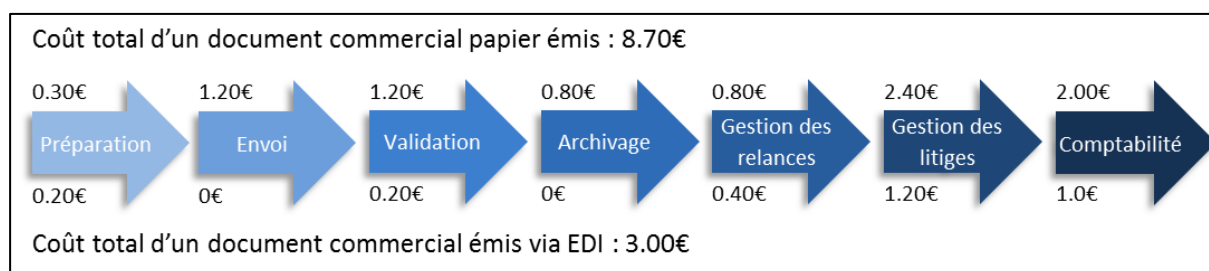 Coût total d’un document commercial papier émis : 8.70€
0.30€ 1.20€ 1.20€ 0.80€ 0.80€ 2.40€ 2.00€
Préparation Envoi Validation Archivage Gestion des relances Gestion des litiges Comptabilité
0.20€ 0€ 0.20€ 0€ 0.40€ 1.20€ 1.0€
Coût total d’un document commercial émis via EDI : 3.00€